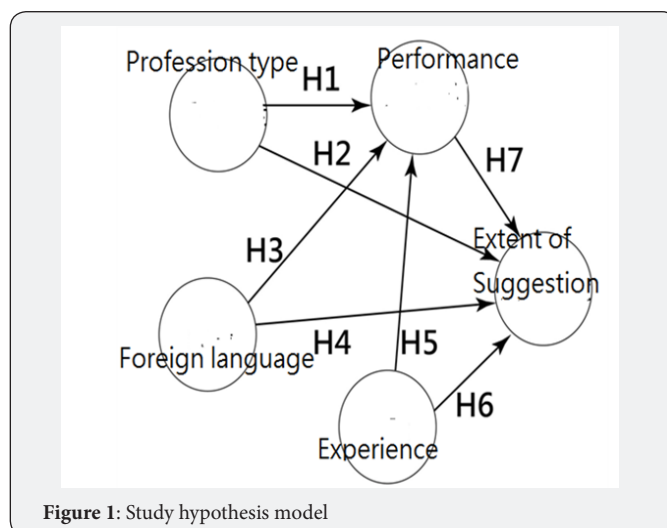 Profession type
Performance
H1
H2
H7
H3
Extent of
Suggestion
H4
H5
Foreign language
H6
Experience
Figure 1: Study hypothesis model